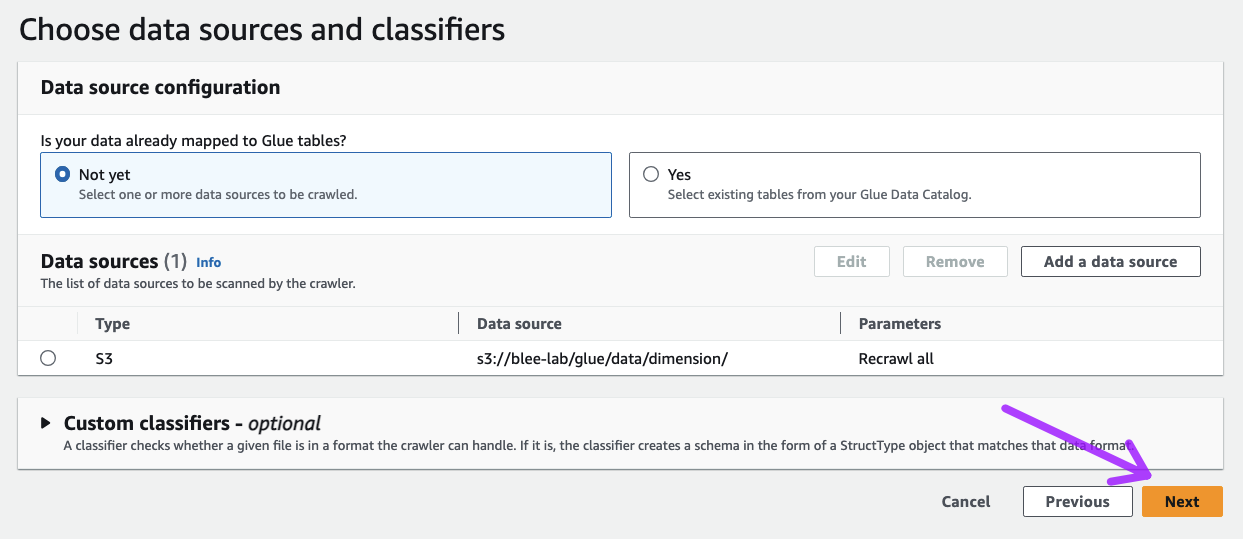 Choose data sources and classifiers
Data source configuration
Is your data already mapped to Glue tables?
Not yet
Select one or more data sources to be crawled.
Yes
Select existing tables from your Glue Data Catalog.
Data sources (1) Info
Edit Remove Add a data source
The list of data sources to be scanned by the crawler.
Type Data source Parameters
S3 s3://blee-lab/glue/data/dimension/ Recrawl all
Custom classifiers - optional
A classifier checks whether a given file is in a format the crawler can handle. If it is, the classifier creates a schema in the form of a StructType object that matches that data format.
Cancel Previous Next